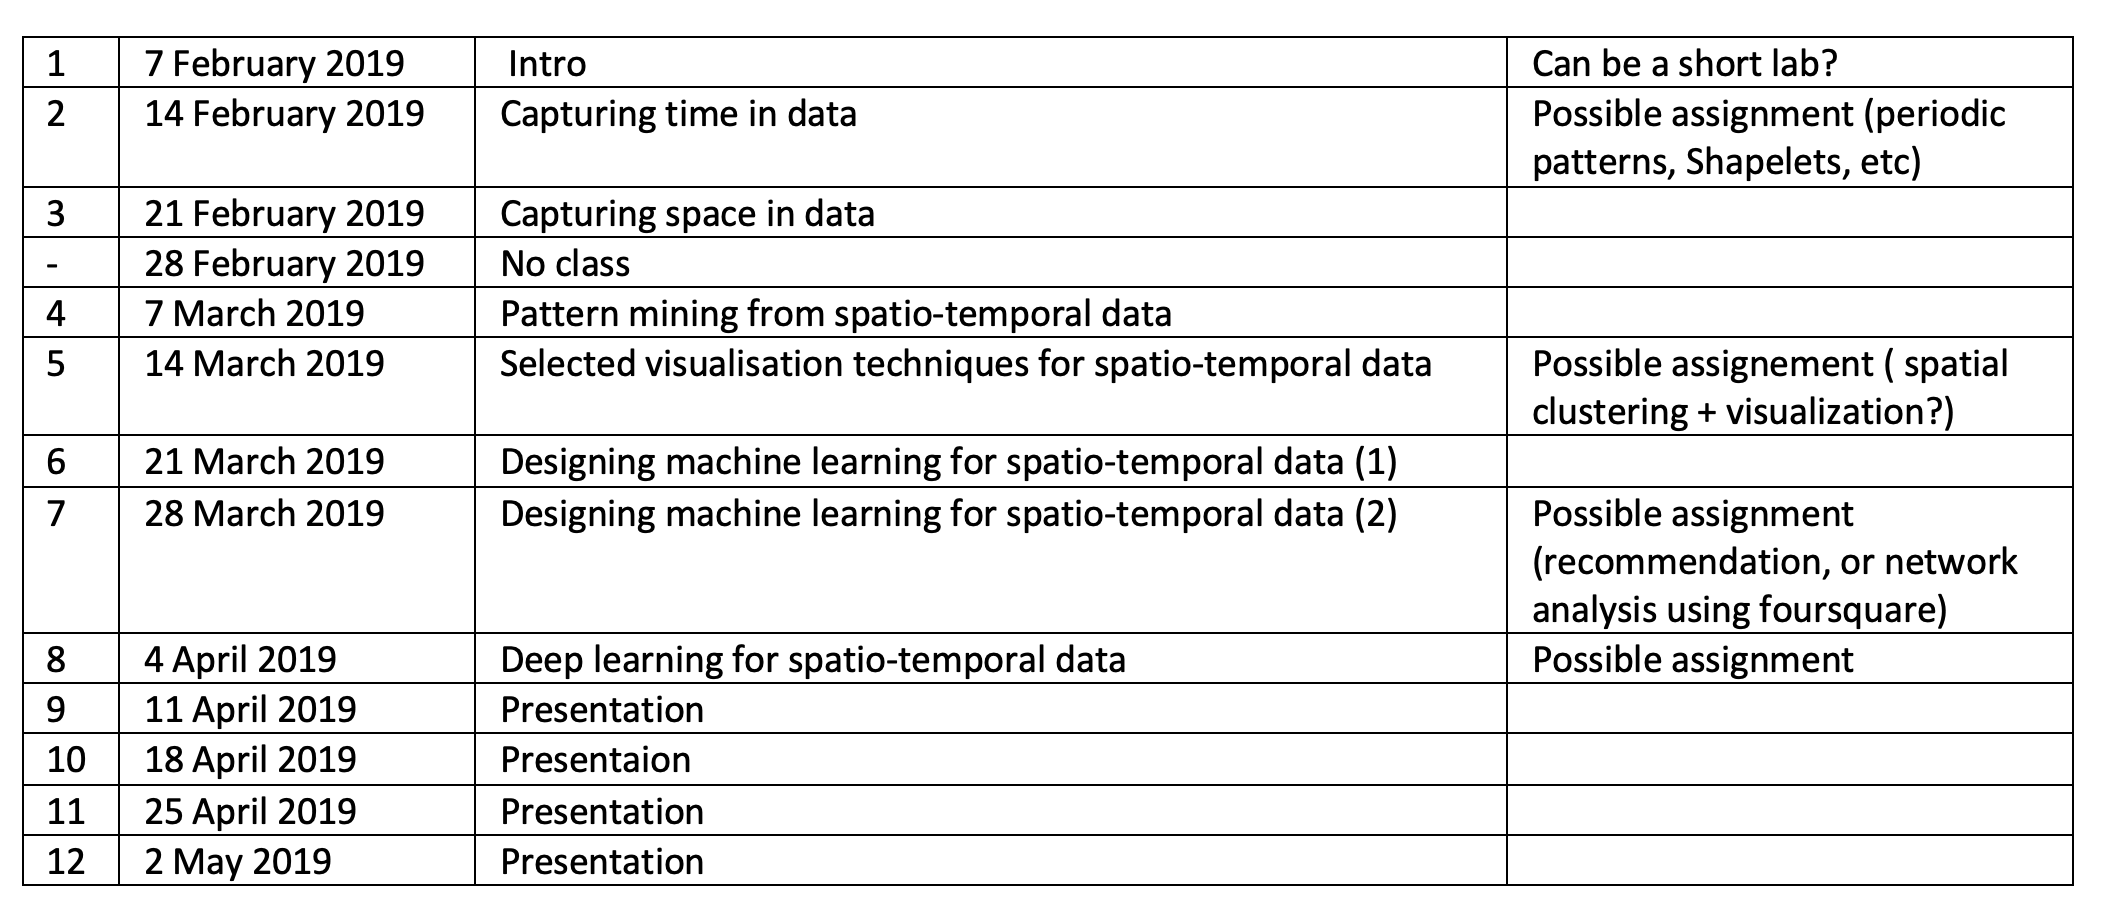 1 7 February 2019 Intro Can be a short lab?
2 14 February 2019 Capturing time in data Possible assignment (periodic
patterns, Shapelets, etc)
3 21 February 2019 Capturing space in data
- 28 February 2019 No class
4 7 March 2019 Pattern mining from spatio-temporal data
5 14 March 2019 Selected visualisation techniques for spatio-temporal data Possible assignement ( spatial
clustering + visualization?)
6 21 March 2019 Designing machine learning for spatio-temporal data (1)
7 28 March 2019 Designing machine learning for spatio-temporal data (2) Possible assignment
(recommendation, or network
analysis using foursquare)
8 4 April 2019 Deep learning for spatio-temporal data Possible assignment
9 11 April 2019 Presentation
10 18 April 2019 Presentaion
11 25 April 2019 Presentation
12 2 May 2019 Presentation